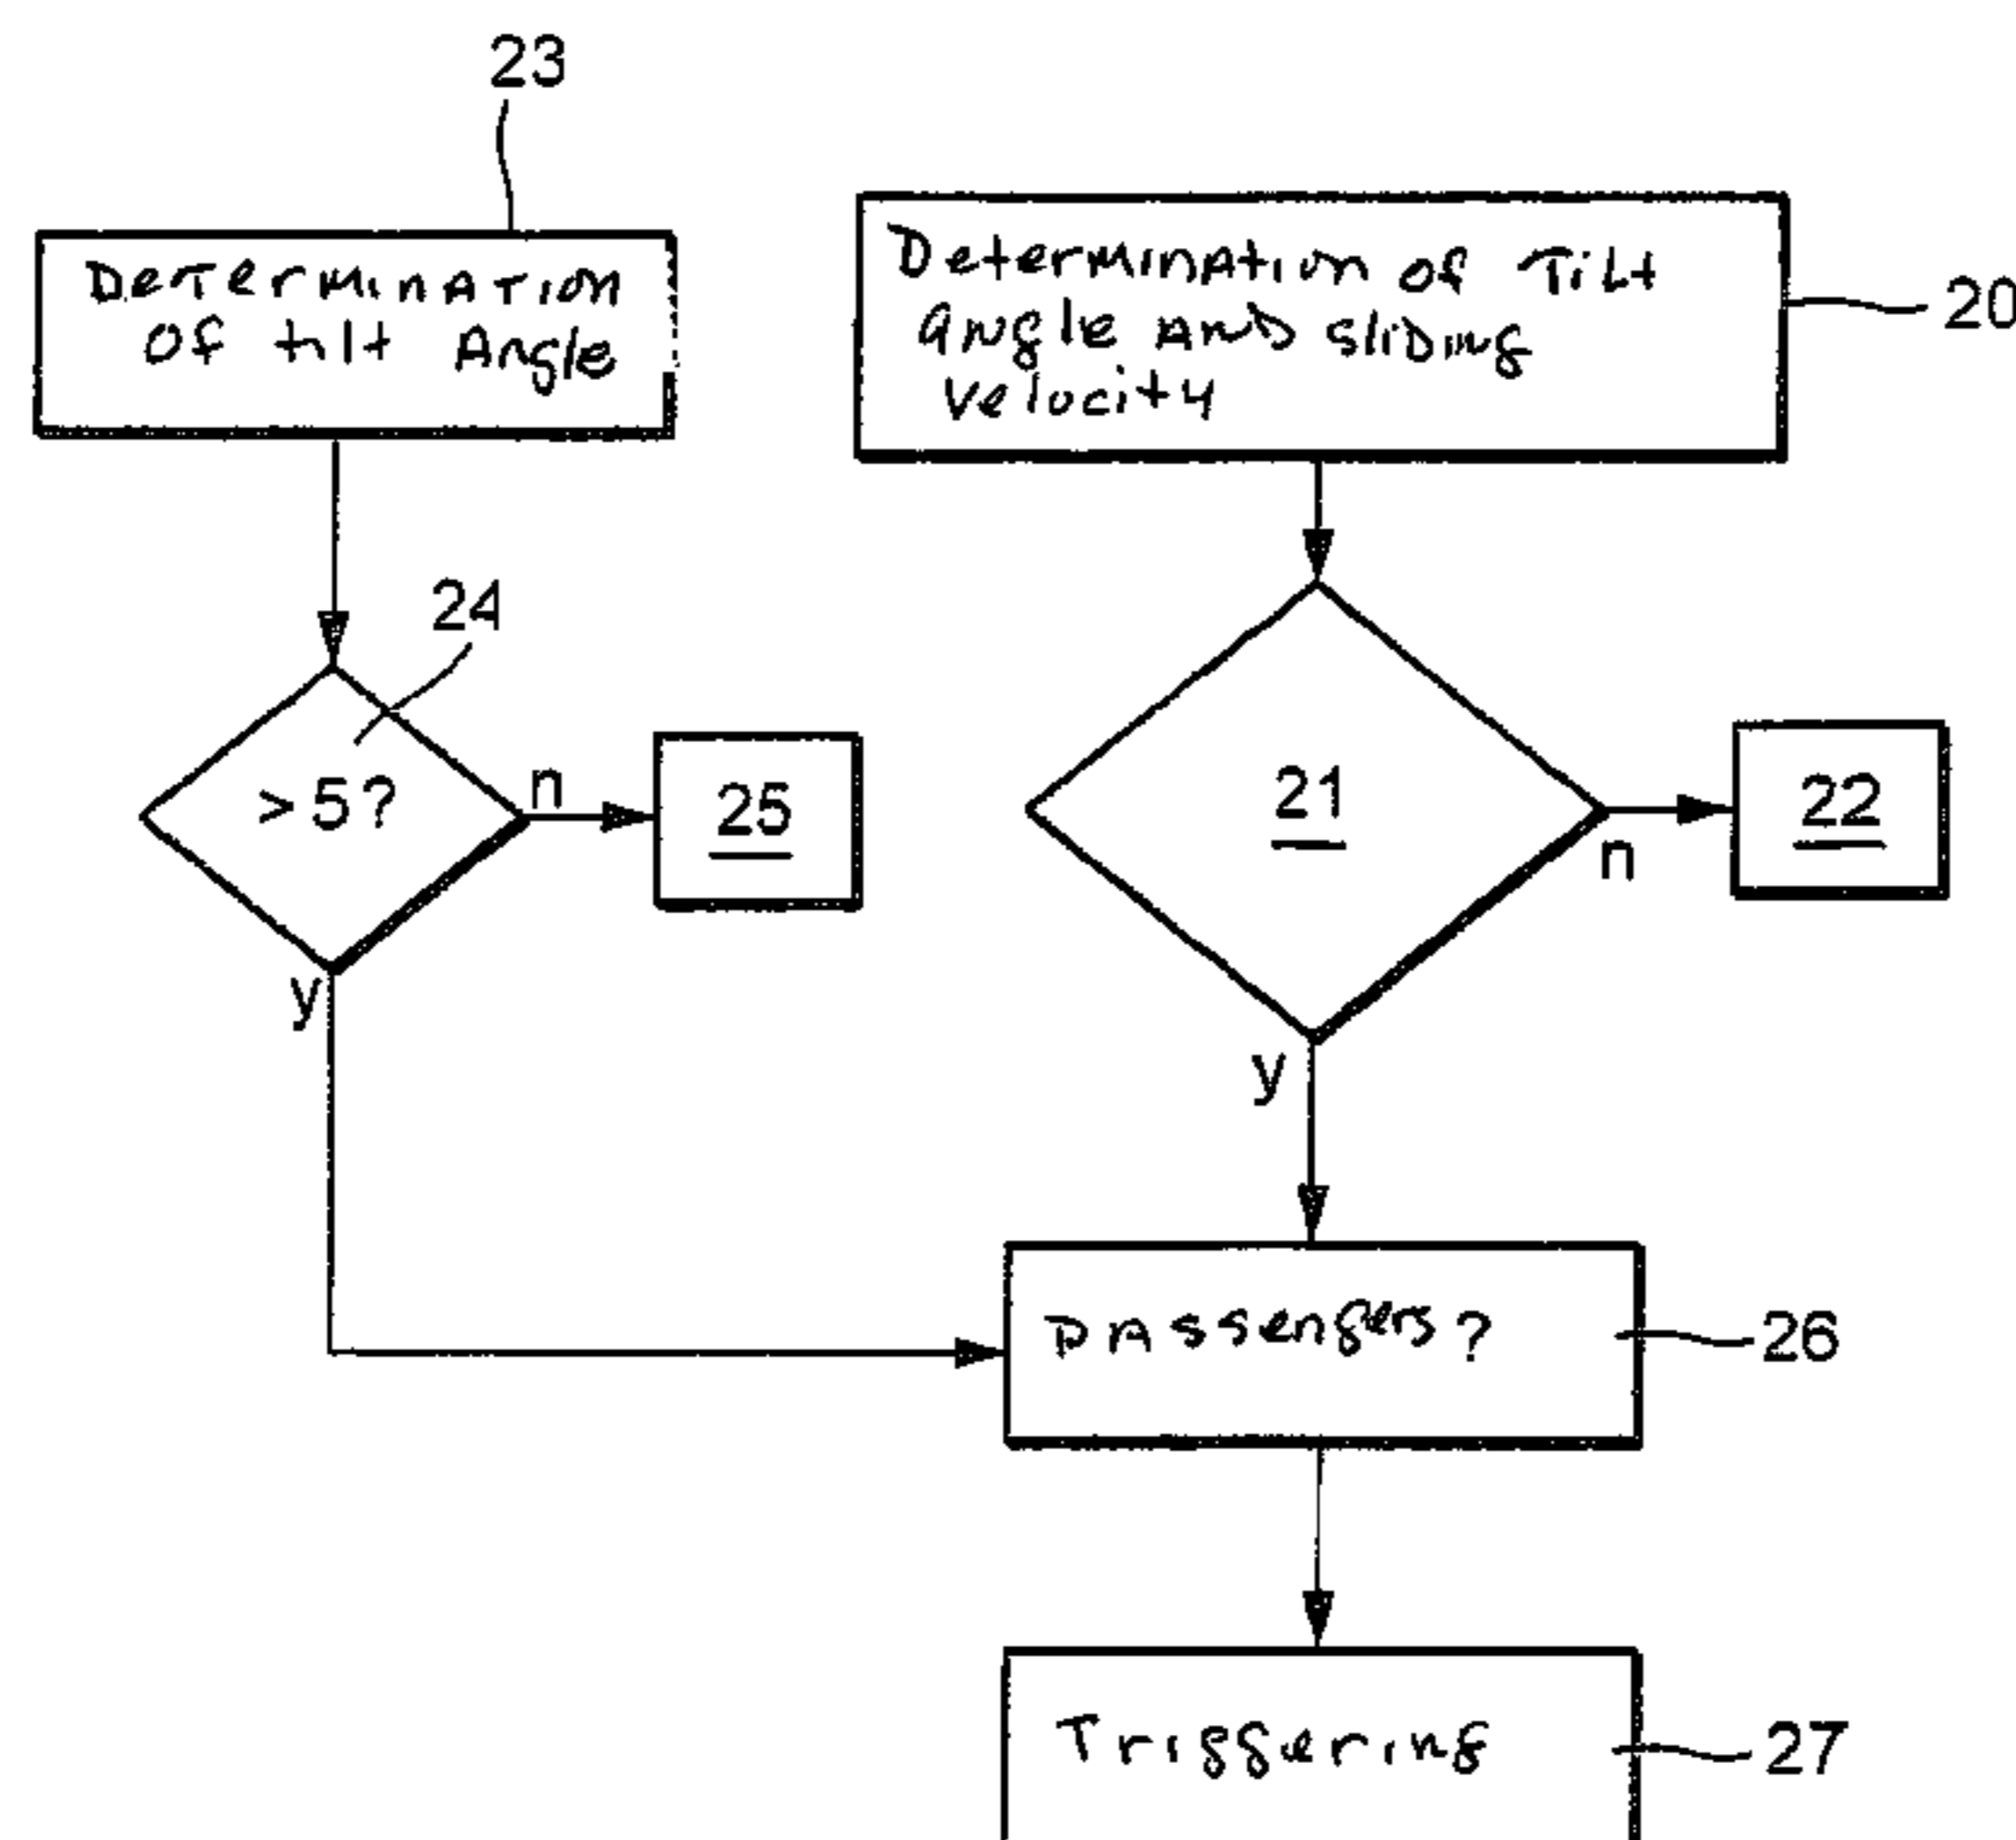 23
Determination
of tilt Angle
Determination of Tilt
Angle and sliding
velocity
20
24
> 5 ?
n
25
y
21
n
22
y
Passengers ?
26
Triggering
27